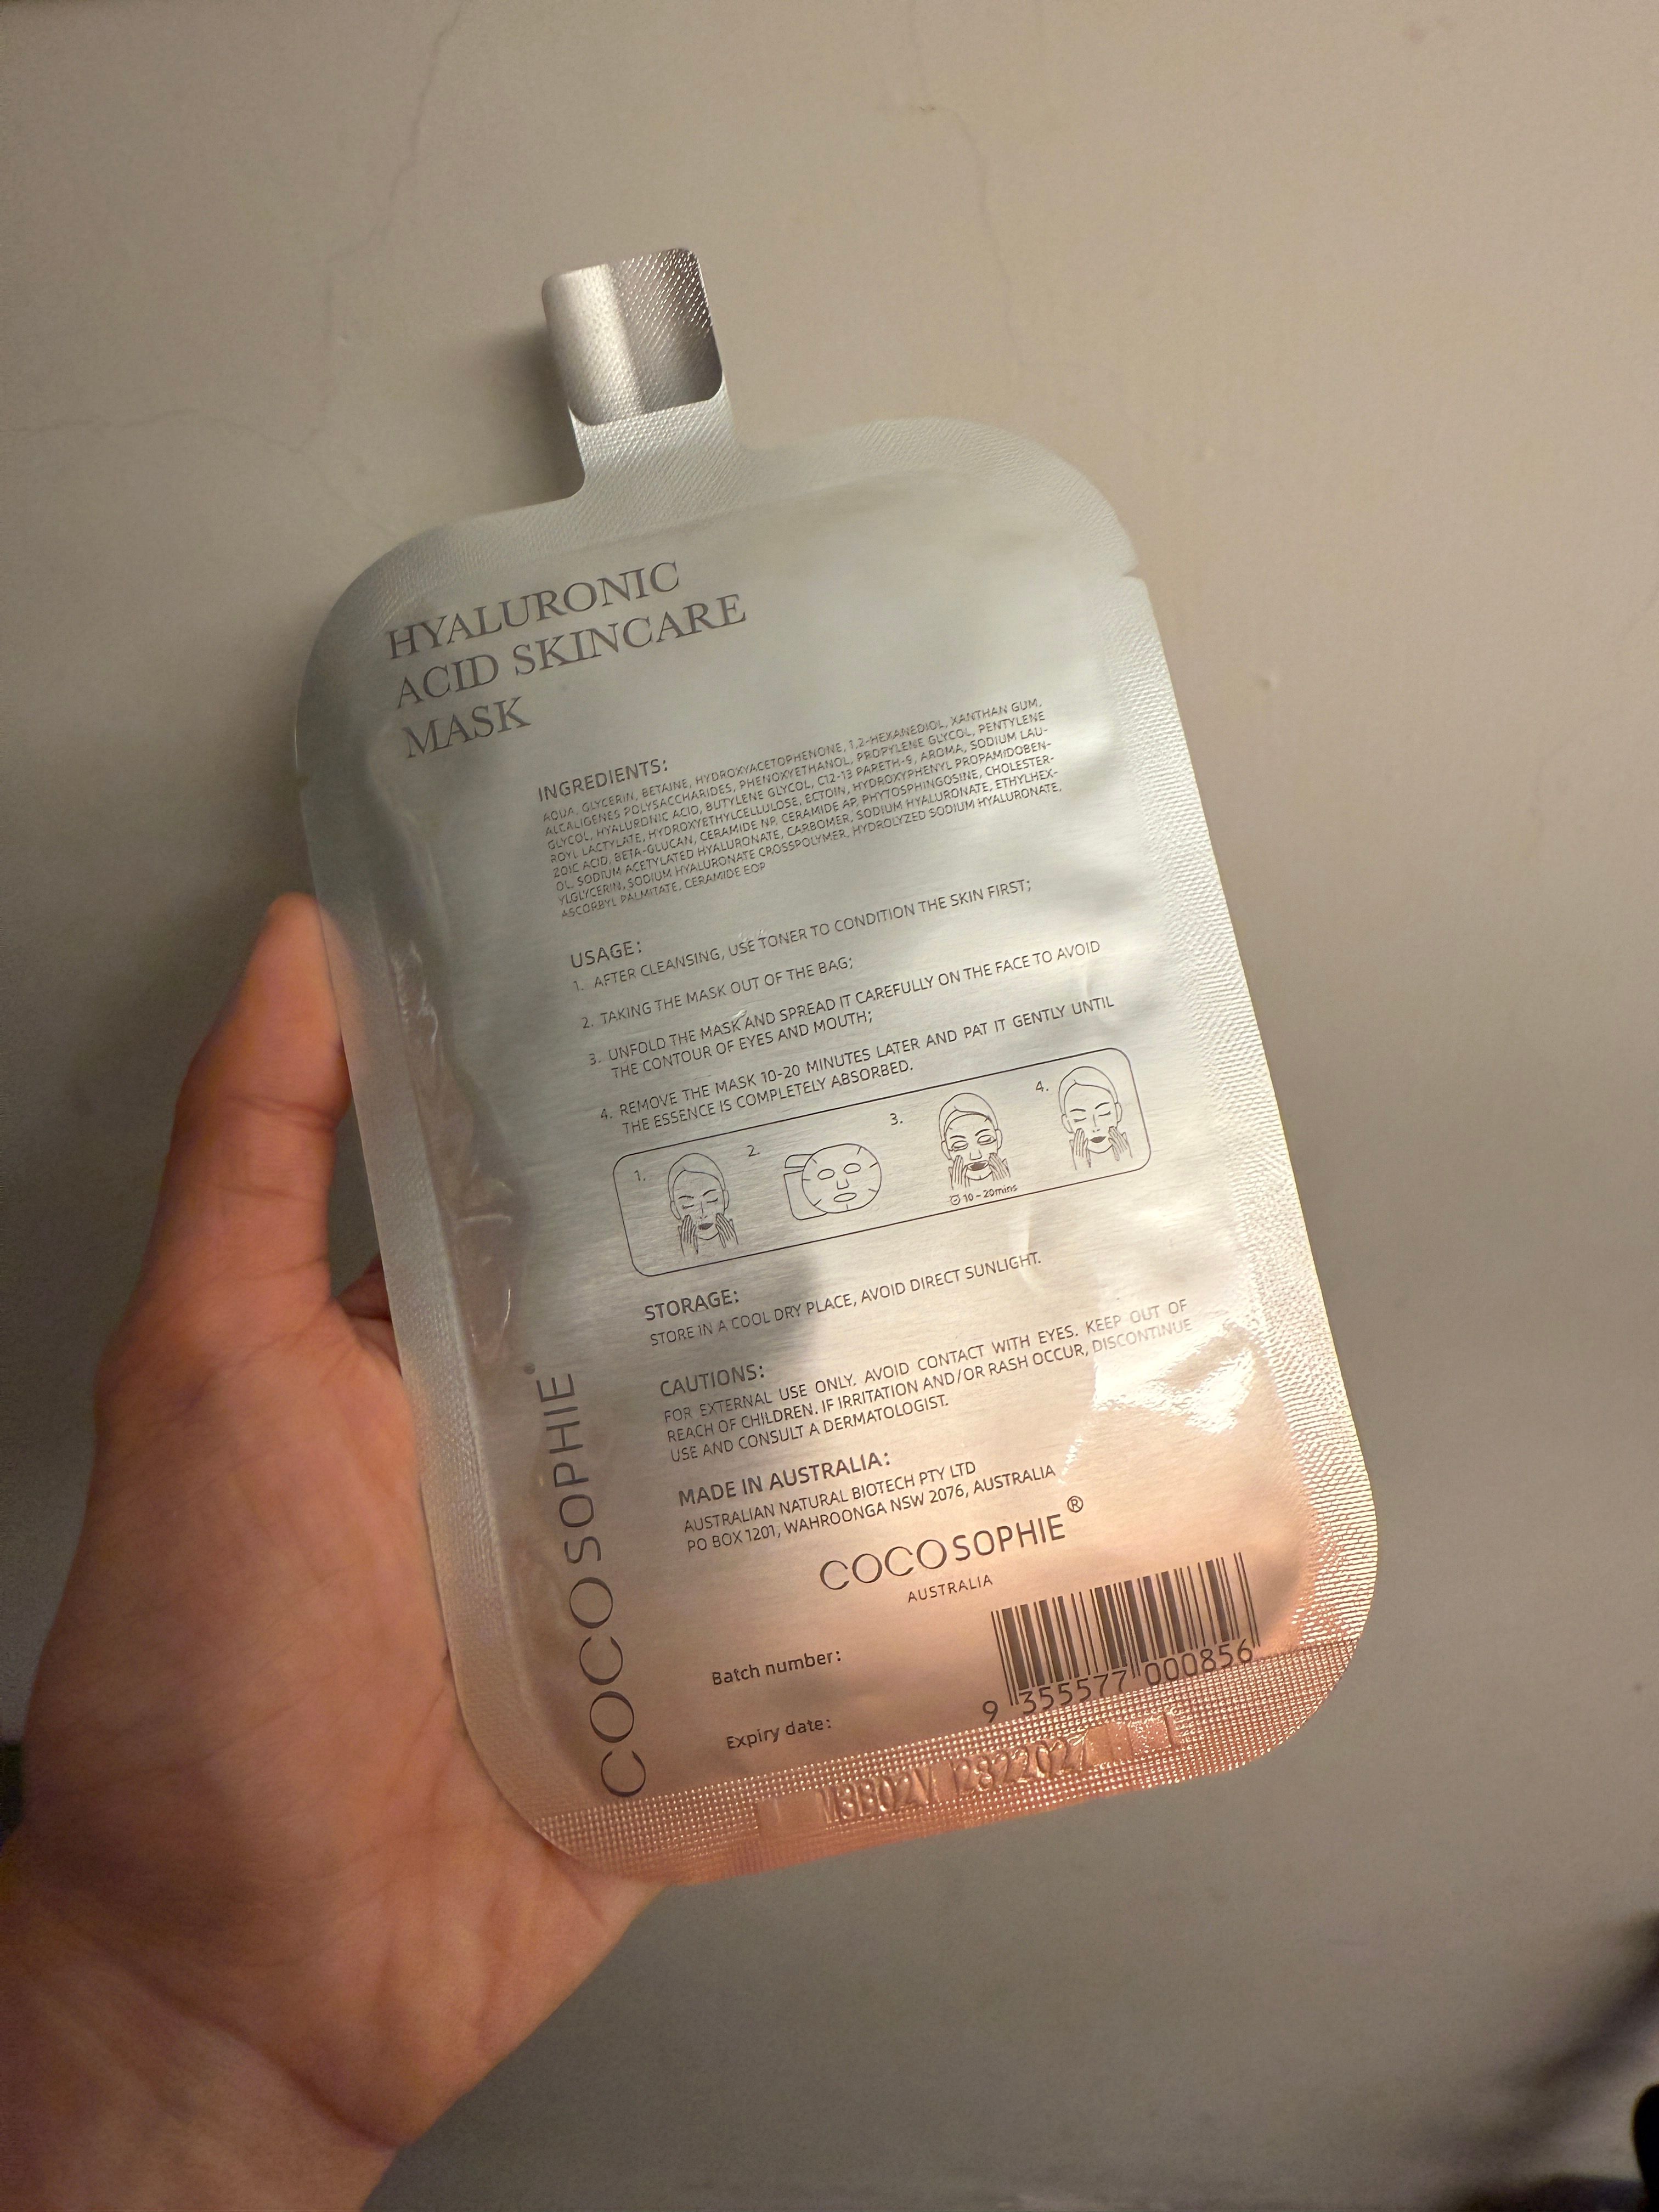 HYALURONIC
ACID SKINCARE
MASK
INGREDIENTS:
AQUA, GLYCERIN, BETAINE, HYDROXYACETOPHENONE, 1,2-HEXANEDIOL, XANTHAN GUM,
ALCALIGENES POLYSACCHARIDES, PHENOXYETHANOL, PROPYLENE GLYCOL, PENTYLENE
GLYCOL, HYALURONIC ACID, BUTYLENE GLYCOL, C12-13 PARETH-9, AROMA, SODIUM LAU-
ROYL LACTYLATE, HYDROXYETHYLCELLULOSE, ECTOIN, HYDROXYPHENYL PROPAMIDOBEN-
ZOIC ACID, BETA-GLUCAN, CERAMIDE NP, CERAMIDE AP, PHYTOSPHINGOSINE, CHOLESTER-
OL, SODIUM ACETYLATED HYALURONATE, CARBOMER, SODIUM HYALURONATE, ETHYLHEX-
YLGLYCERIN, SODIUM HYALURONATE CROSSPOLYMER, HYDROLYZED SODIUM HYALURONATE,
ASCORBYL PALMITATE, CERAMIDE EOP
USAGE:
1. AFTER CLEANSING, USE TONER TO CONDITION THE SKIN FIRST;
2. TAKING THE MASK OUT OF THE BAG;
3. UNFOLD THE MASK AND SPREAD IT CAREFULLY ON THE FACE TO AVOID
THE CONTOUR OF EYES AND MOUTH;
4. REMOVE THE MASK 10-20 MINUTES LATER AND PAT IT GENTLY UNTIL
THE ESSENCE IS COMPLETELY ABSORBED.
1.
2.
3.
4.
10-20mins
STORAGE:
STORE IN A COOL DRY PLACE, AVOID DIRECT SUNLIGHT.
CAUTIONS:
FOR EXTERNAL USE ONLY. AVOID CONTACT WITH EYES. KEEP OUT OF
REACH OF CHILDREN. IF IRRITATION AND/OR RASH OCCUR, DISCONTINUE
USE AND CONSULT A DERMATOLOGIST.
MADE IN AUSTRALIA:
AUSTRALIAN NATURAL BIOTECH PTY LTD
PO BOX 1201, WAHROONGA NSW 2076, AUSTRALIA
COCO SOPHIE®
AUSTRALIA
COCO SOPHIE®
Batch number:
Expiry date:
9 355577 000856